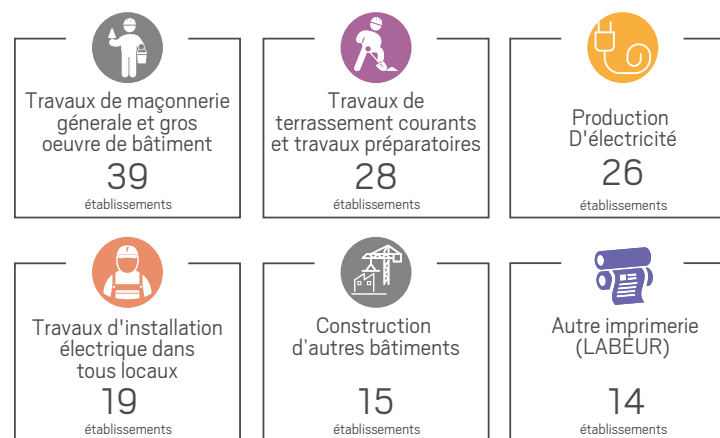 Travaux de maçonnerie
génerale et gros
oeuvre de bâtiment
39
établissements
Travaux de
terrassement courants
et travaux préparatoires
28
établissements
Production
D'électricité
26
établissements
Travaux d'installation
électrique dans
tous locaux
19
établissements
Construction
d'autres bâtiments
15
établissements
Autre imprimerie
(LABEUR)
14
établissements